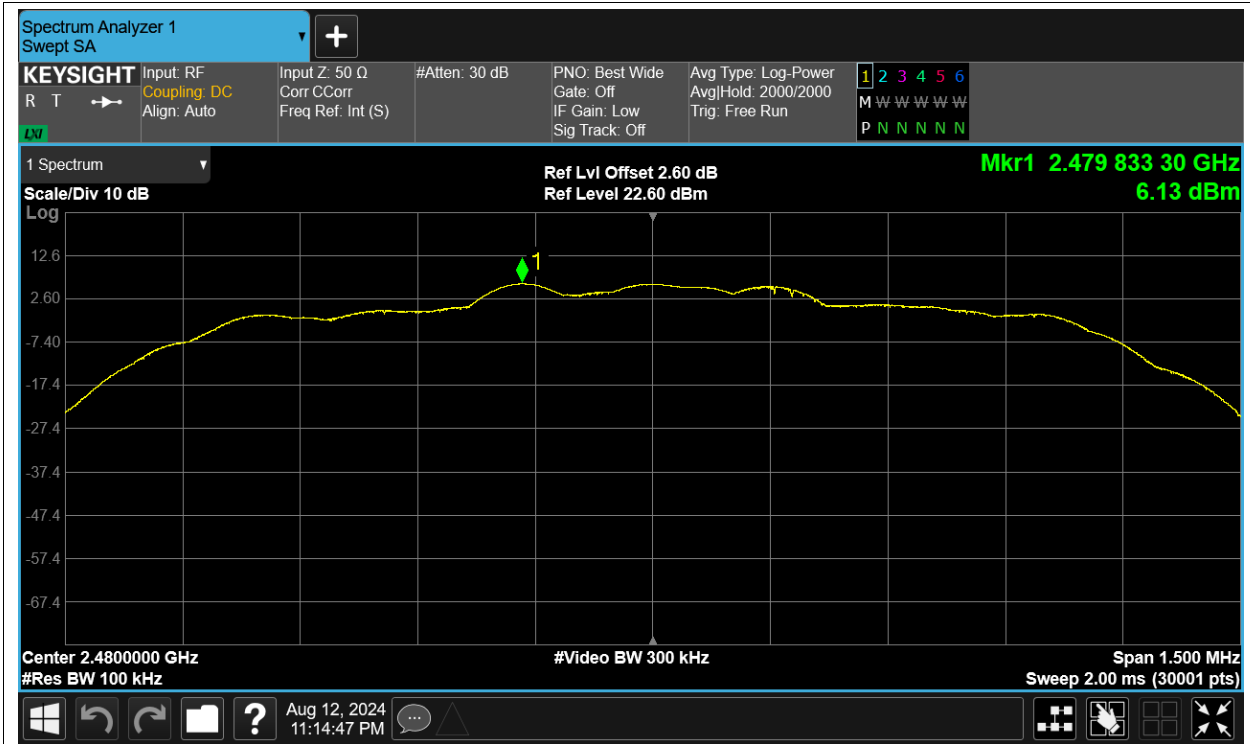 Spectrum Analyzer 1
Swept SA
+
KEYSIGHT
R T
LXI
Input: RF
Coupling: DC
Align: Auto
Input Z: 50 Ω
Corr CCorr
Freq Ref: Int (S)
#Atten: 30 dB
PNO: Best Wide
Gate: Off
IF Gain: Low
Sig Track: Off
Avg Type: Log-Power
Avg|Hold: 2000/2000
Trig: Free Run
1 2 3 4 5 6
M W W W W W
P N N N N N
1 Spectrum
Scale/Div 10 dB
Log
Ref Lvl Offset 2.60 dB
Ref Level 22.60 dBm
Mkr1 2.479 833 30 GHz
6.13 dBm
1
12.6
2.60
-7.40
-17.4
-27.4
-37.4
-47.4
-57.4
-67.4
Center 2.4800000 GHz
#Res BW 100 kHz
#Video BW 300 kHz
Span 1.500 MHz
Sweep 2.00 ms (30001 pts)
?
Aug 12, 2024
11:14:47 PM